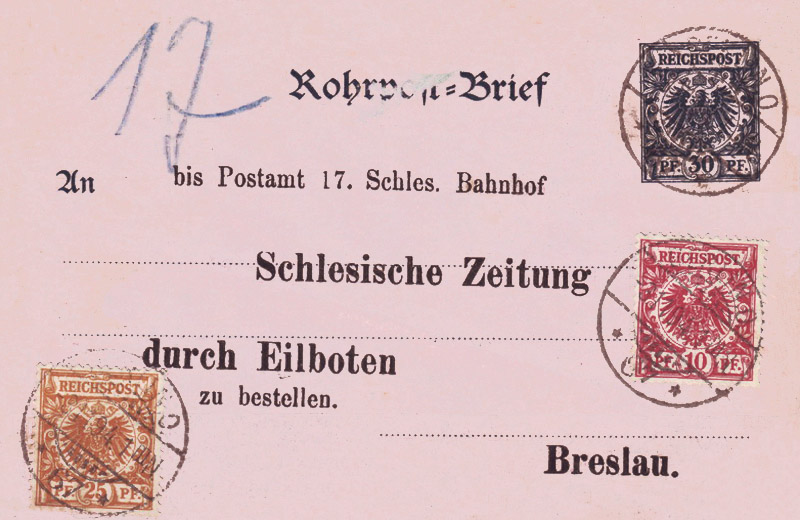 17
Rohrpost-Brief
An
bis Postamt 17. Schles. Bahnhof
Schlesische Zeitung
durch Eilboten
zu bestellen.
Breslau.
REICHSPOST
PF. 30 PF.
REICHSPOST
PF. 10 PF.
REICHSPOST
PF. 25 PF.